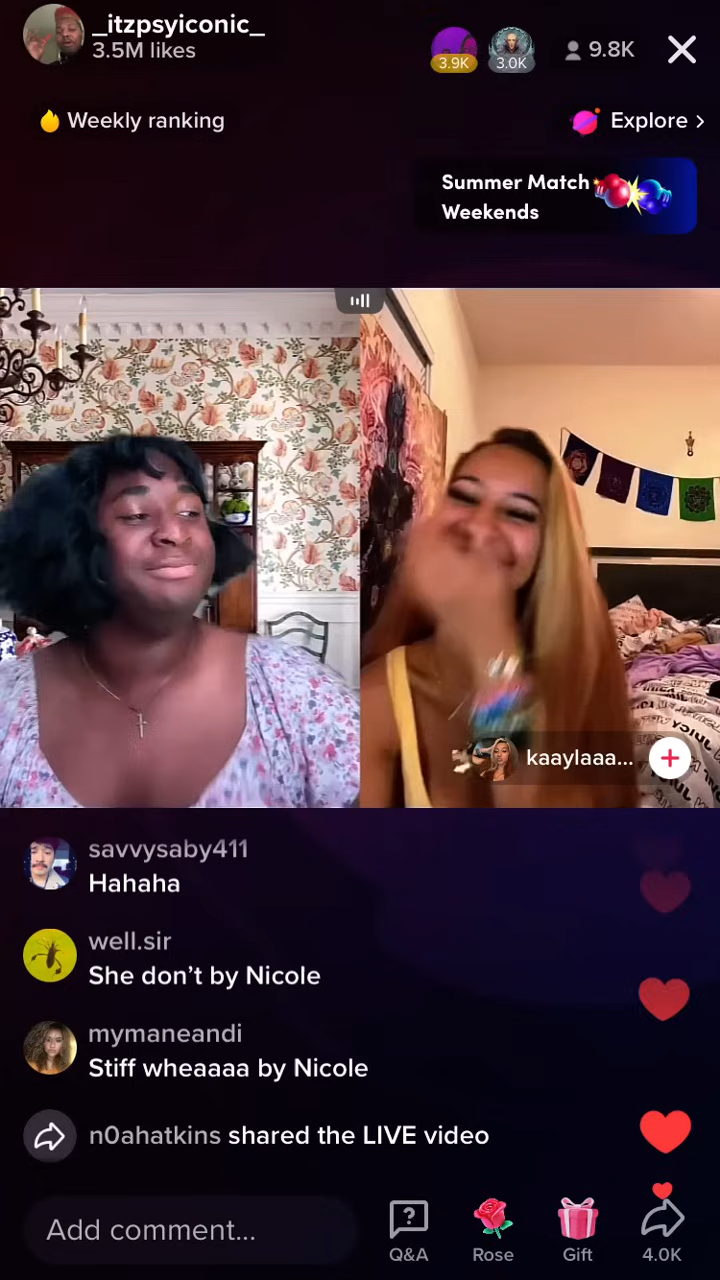 _itzpsyiconic_
3.5M likes
3.9K
3.0K
9.8K
Weekly ranking
Explore >
Summer Match
Weekends
kaaylaaa...
savvysaby411
Hahaha
well.sir
She don’t by Nicole
mymaneandi
Stiff wheaaaa by Nicole
n0ahatkins shared the LIVE video
Add comment...
Q&A
Rose
Gift
4.0K